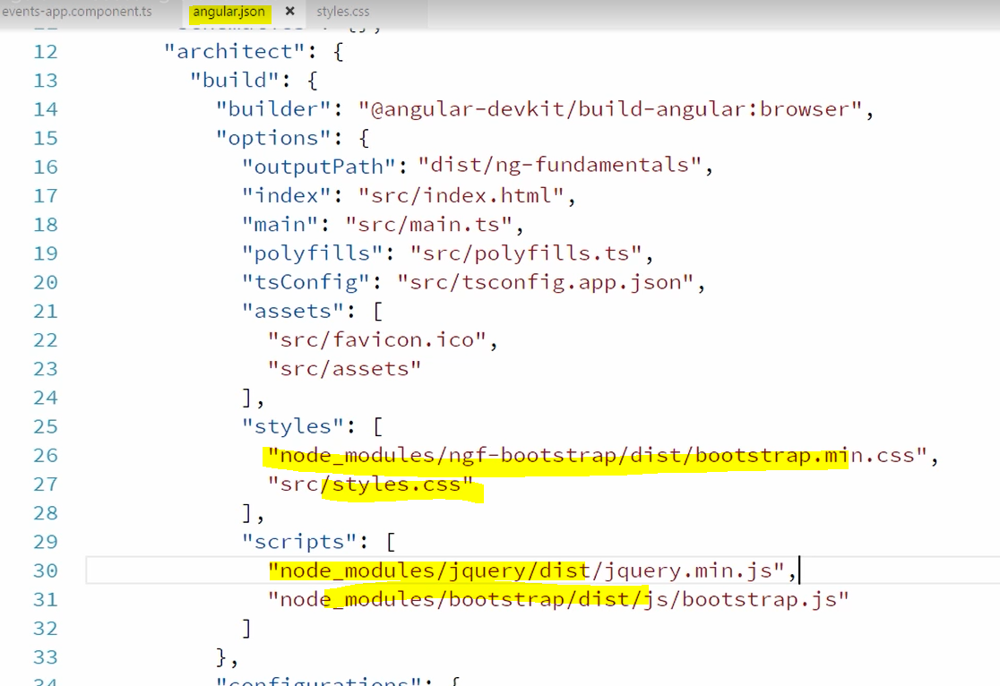 events-app.component.ts angular.json × styles.css
12 "architect": {
13 "build": {
14 "builder": "@angular-devkit/build-angular:browser",
15 "options": {
16 "outputPath": "dist/ng-fundamentals",
17 "index": "src/index.html",
18 "main": "src/main.ts",
19 "polyfills": "src/polyfills.ts",
20 "tsConfig": "src/tsconfig.app.json",
21 "assets": [
22 "src/favicon.ico",
23 "src/assets"
24 ],
25 "styles": [
26 "node_modules/ngf-bootstrap/dist/bootstrap.min.css",
27 "src/styles.css"
28 ],
29 "scripts": [
30 "node_modules/jquery/dist/jquery.min.js",
31 "node_modules/bootstrap/dist/js/bootstrap.js"
32 ]
33 },
34 "configurations": {